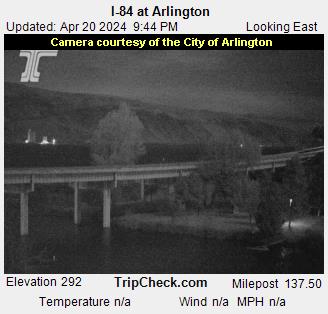 I-84 at Arlington
Updated: Apr 20 2024 9:44 PM Looking East
Camera courtesy of the City of Arlington
Elevation 292 TripCheck.com Milepost 137.50
Temperature n/a Wind n/a MPH n/a